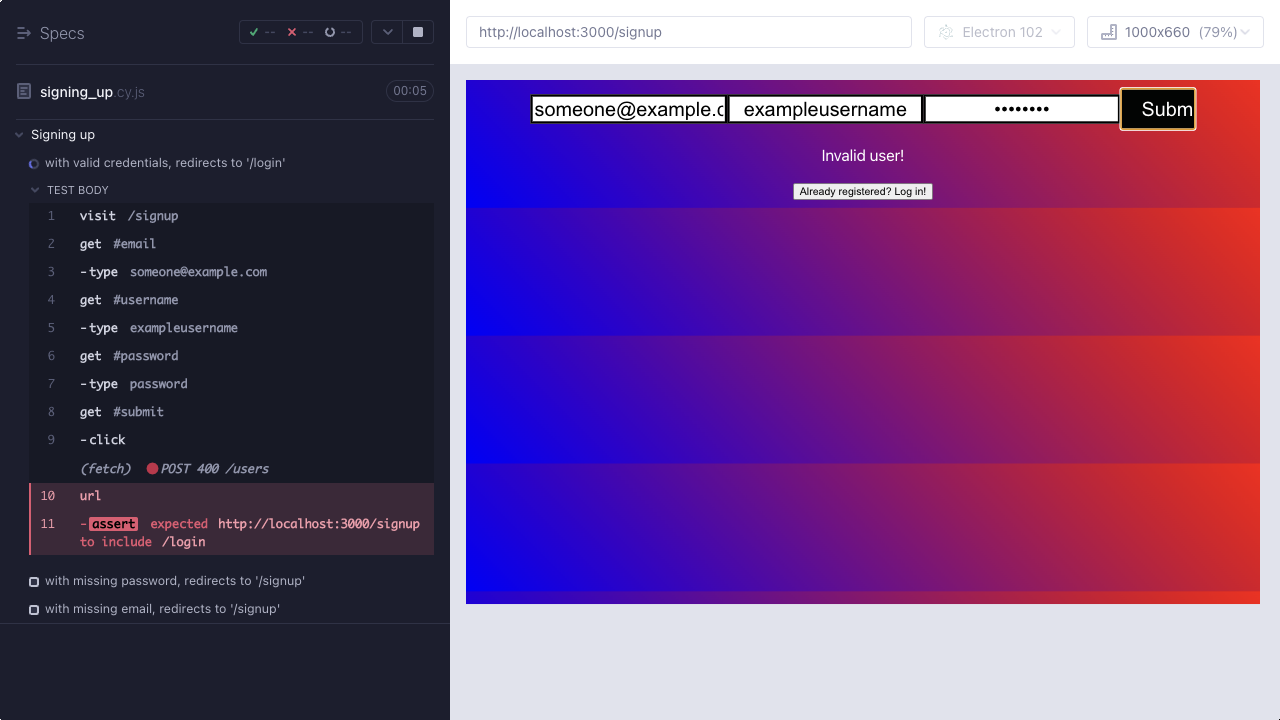 Specs
-- -- --
signing_up.cy.js 00:05
Signing up
with valid credentials, redirects to '/login'
TEST BODY
1 visit /signup
2 get #email
3 -type someone@example.com
4 get #username
5 -type exampleusername
6 get #password
7 -type password
8 get #submit
9 -click
(fetch) POST 400 /users
10 url
11 -assert expected http://localhost:3000/signup
to include /login
with missing password, redirects to '/signup'
with missing email, redirects to '/signup'
http://localhost:3000/signup Electron 102 1000x660 (79%)
someone@example.c exampleusername •••••••• Subm
Invalid user!
Already registered? Log in!